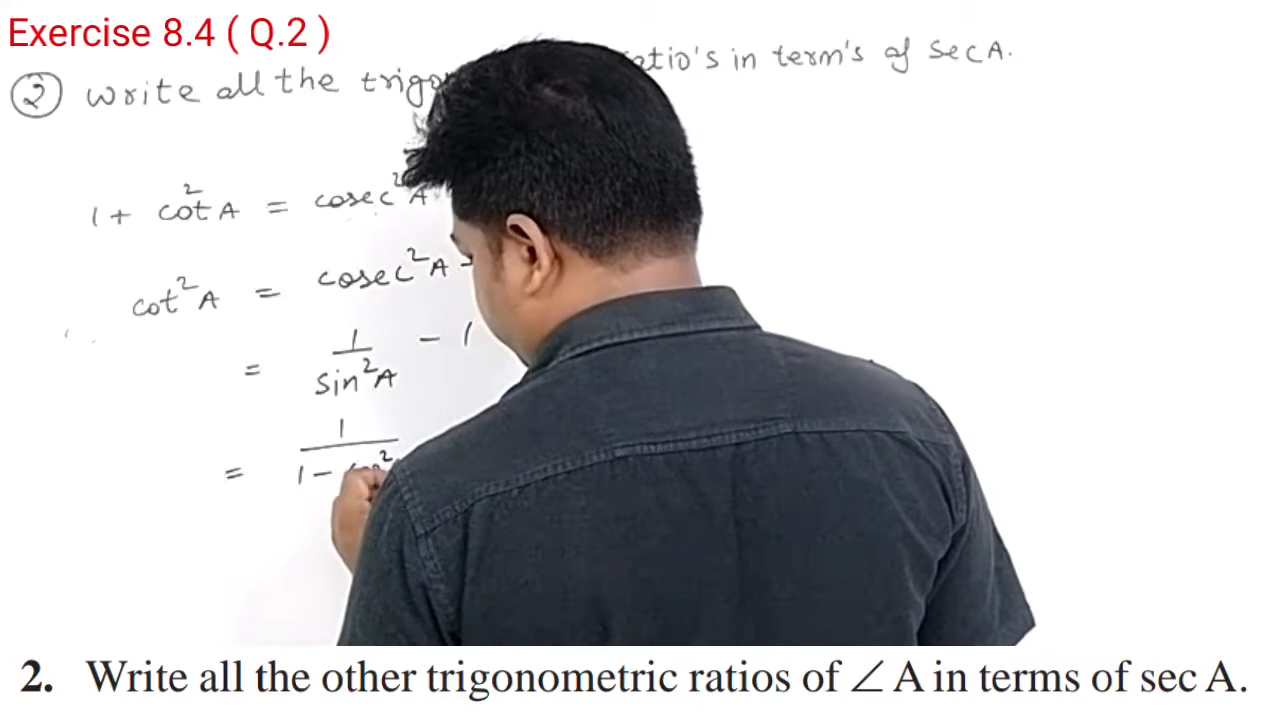 Exercise 8.4 ( Q.2 )
② write all the trigo atio's in term's of sec A.
1 + cot²A = cosec²A
cot²A = cosec²A -
= 1/sin²A - 1
= 1/1 -
2. Write all the other trigonometric ratios of ∠A in terms of sec A.